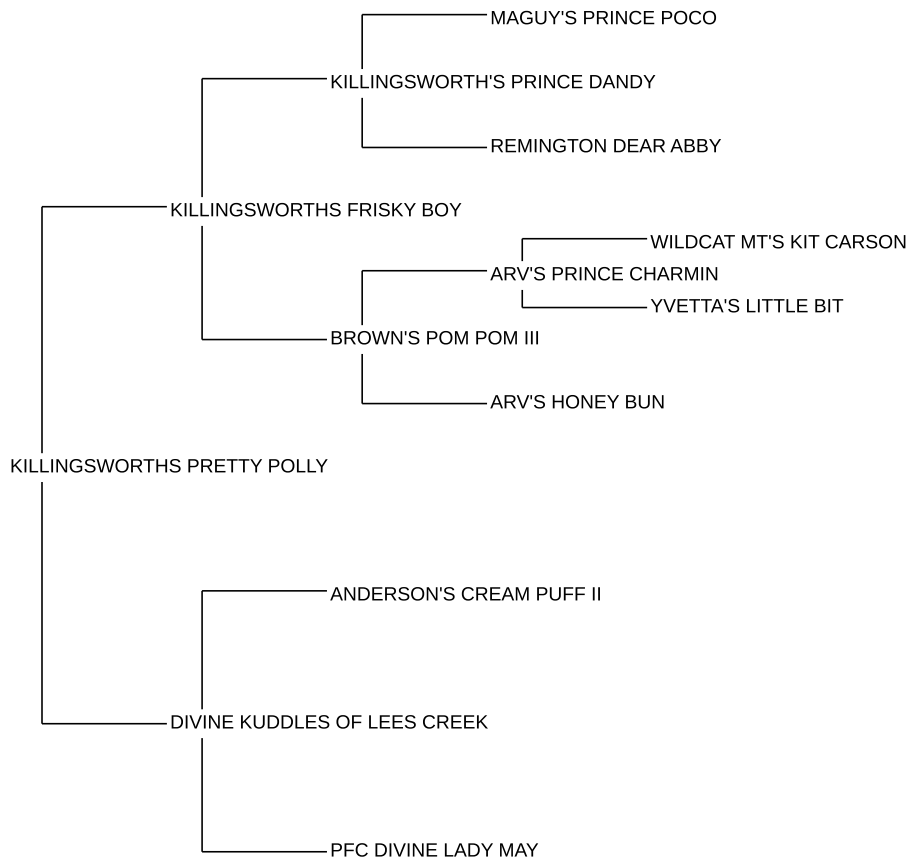 MAGUY'S PRINCE POCO
KILLINGSWORTH'S PRINCE DANDY
REMINGTON DEAR ABBY
KILLINGSWORTHS FRISKY BOY
WILDCAT MT'S KIT CARSON
ARV'S PRINCE CHARMIN
YVETTA'S LITTLE BIT
BROWN'S POM POM III
ARV'S HONEY BUN
KILLINGSWORTHS PRETTY POLLY
ANDERSON'S CREAM PUFF II
DIVINE KUDDLES OF LEES CREEK
PFC DIVINE LADY MAY